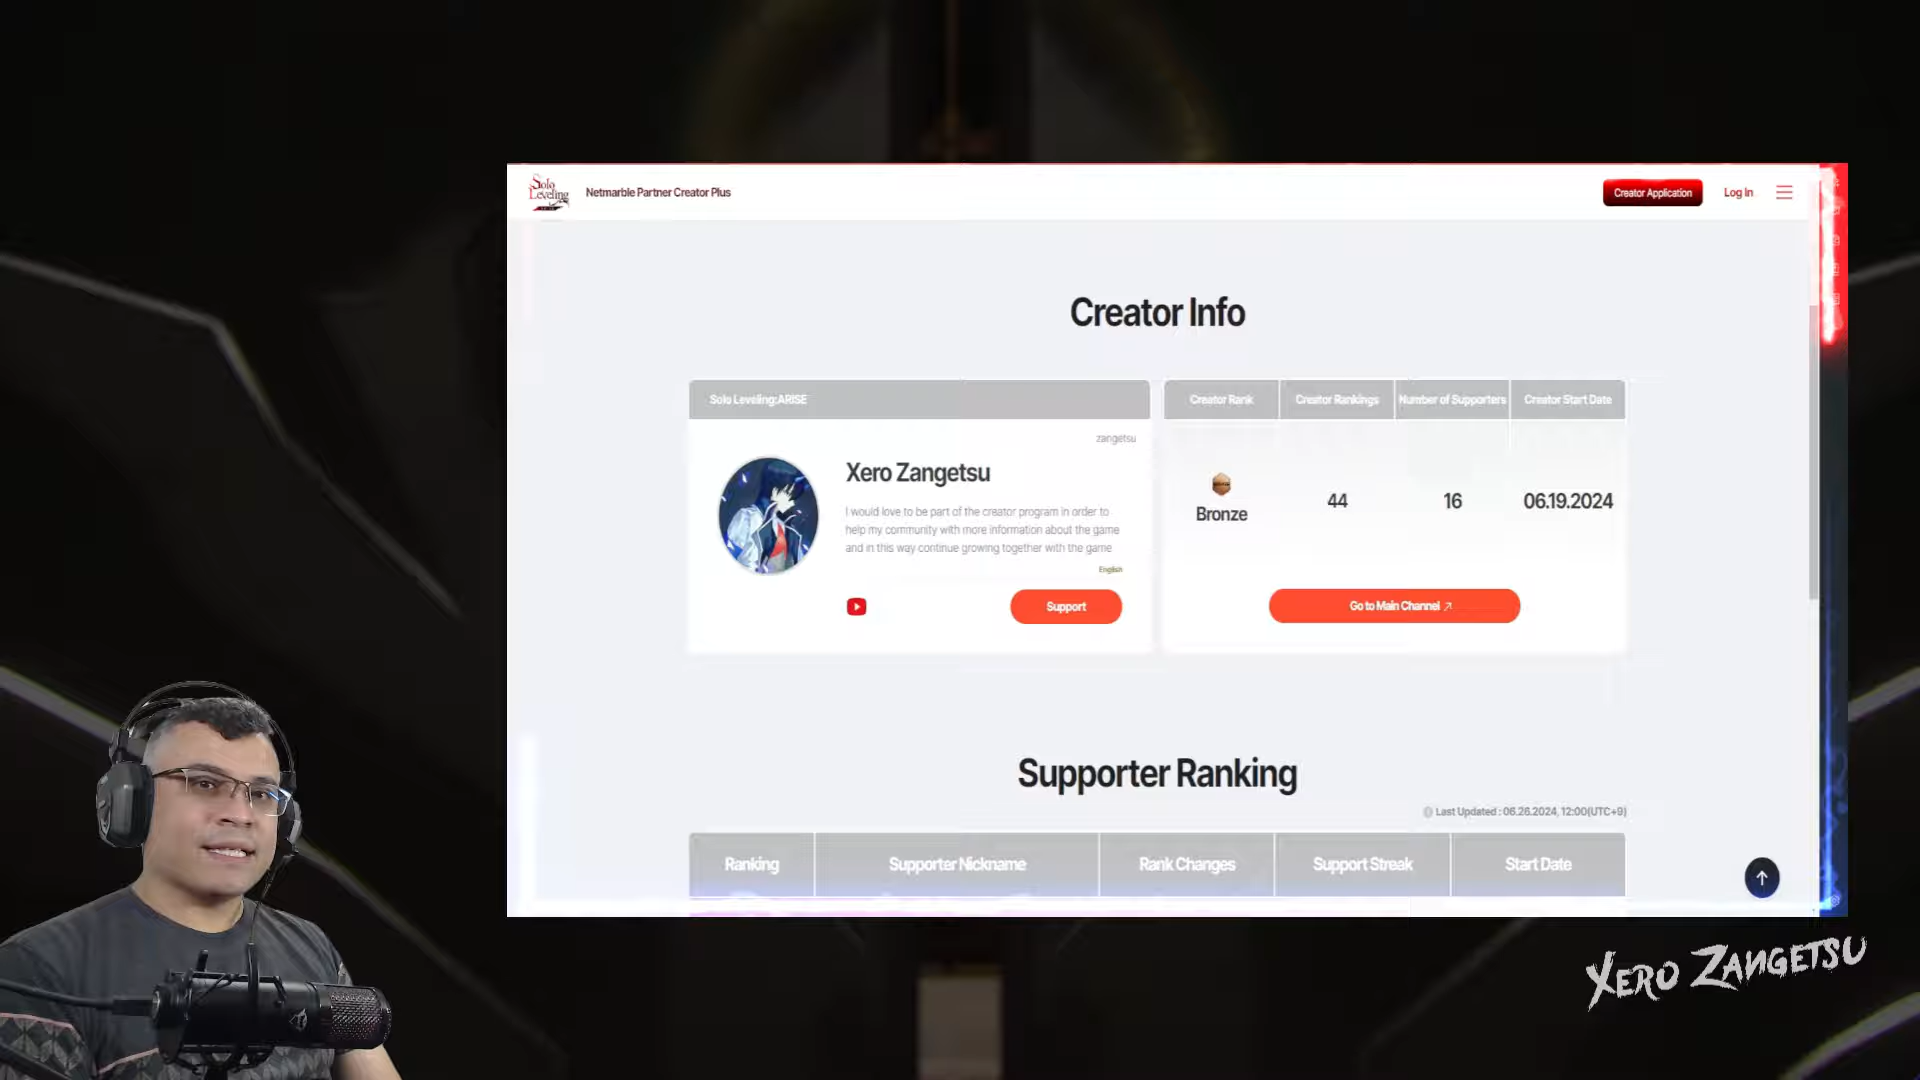 Solo
Leveling
Netmarble Partner Creator Plus
Creator Application
Log In
Creator Info
Solo Leveling:ARISE
zangetsu
Xero Zangetsu
I would love to be part of the creator program in order to
help my community with more information about the game
and in this way continue growing together with the game
English
Support
Creator Rank
Creator Rankings
Number of Supporters
Creator Start Date
Bronze
44
16
06.19.2024
Go to Main Channel
Supporter Ranking
Last Updated : 06.26.2024, 12:00(UTC+9)
Ranking
Supporter Nickname
Rank Changes
Support Streak
Start Date
XERO ZANGETSU